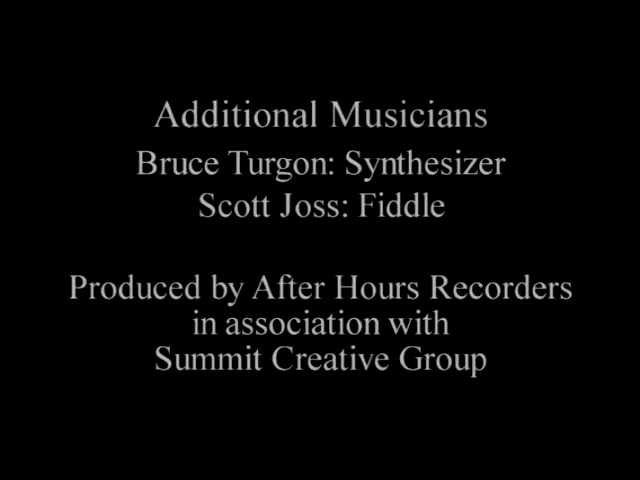 Additional Musicians
Bruce Turgon: Synthesizer
Scott Joss: Fiddle
Produced by After Hours Recorders
in association with
Summit Creative Group